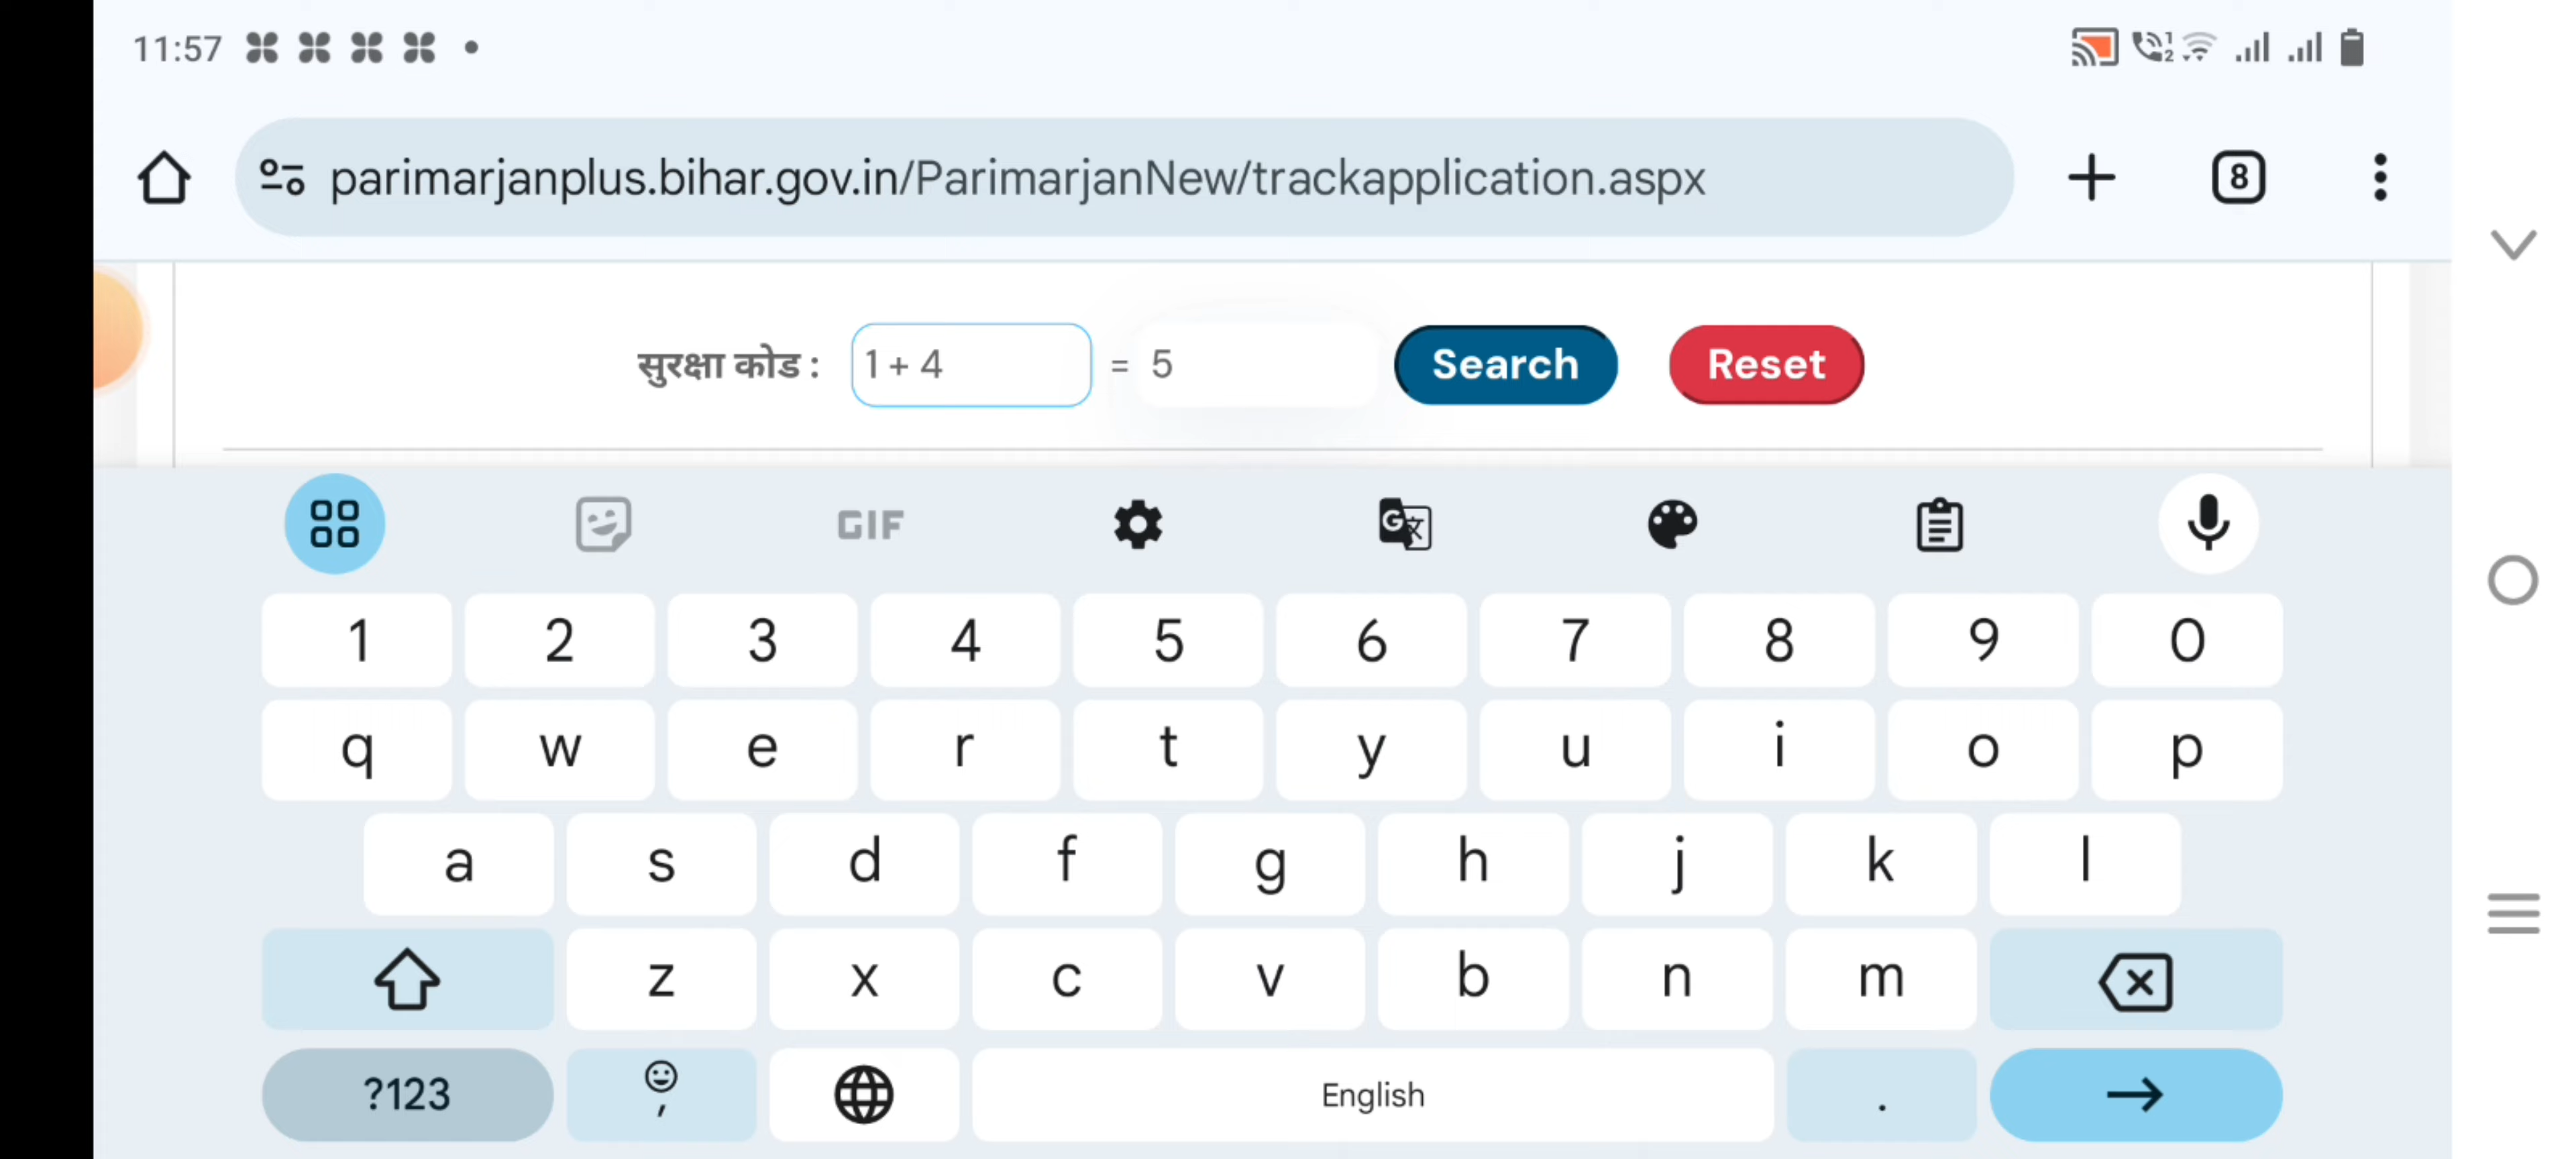 11:57
parimarjanplus.bihar.gov.in/ParimarjanNew/trackapplication.aspx
8
सुरक्षा कोड : 1 + 4 = 5 Search Reset
GIF
1 2 3 4 5 6 7 8 9 0
q w e r t y u i o p
a s d f g h j k l
z x c v b n m
?123 , English .